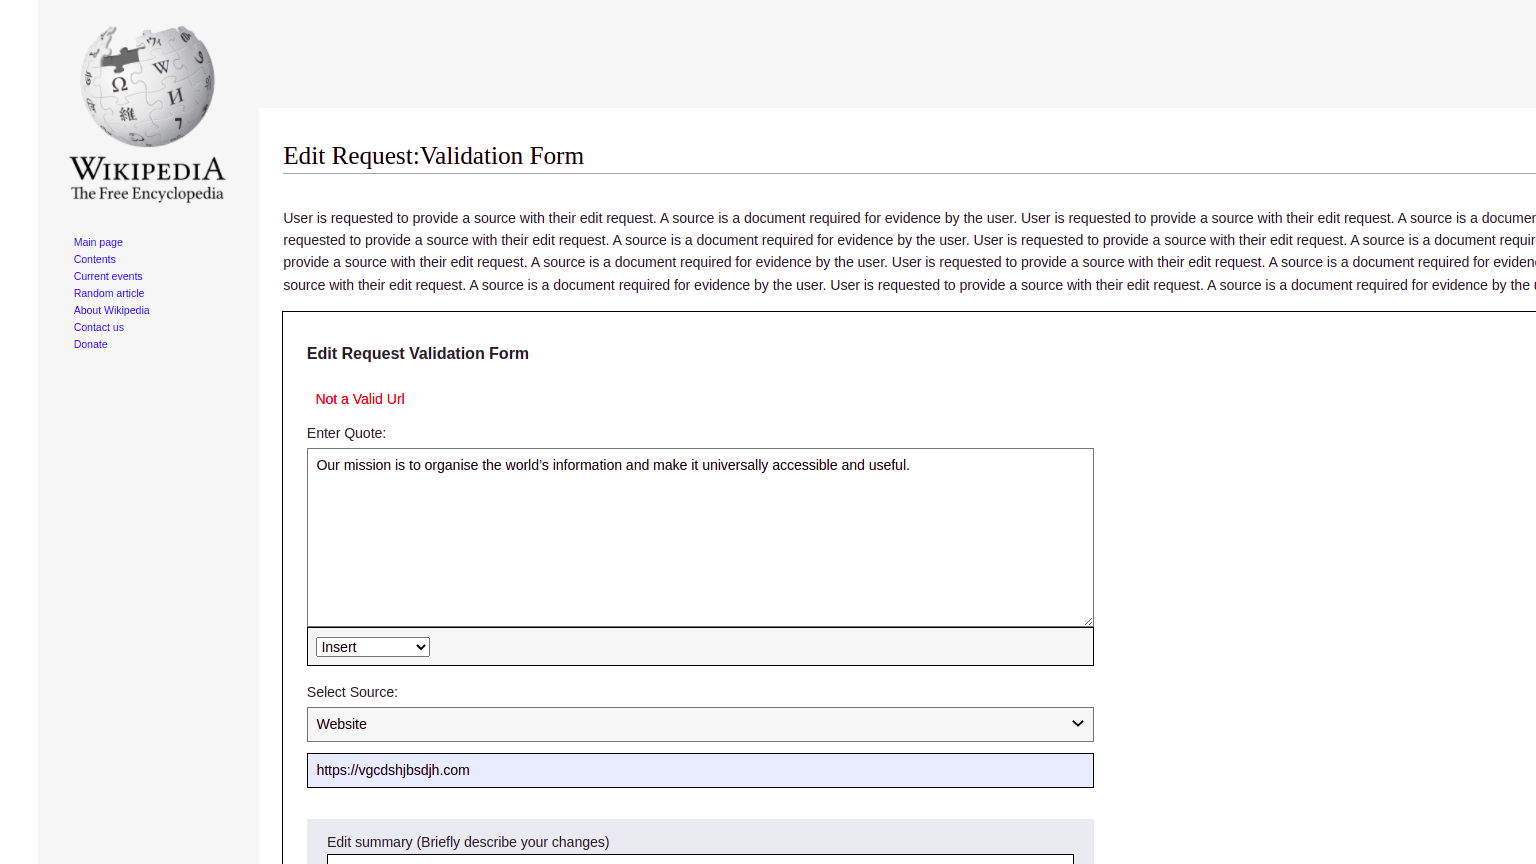 WIKIPEDIA
The Free Encyclopedia
Main page
Contents
Current events
Random article
About Wikipedia
Contact us
Donate
Edit Request:Validation Form
User is requested to provide a source with their edit request. A source is a document required for evidence by the user. User is requested to provide a source with their edit request. A source is a
requested to provide a source with their edit request. A source is a document required for evidence by the user. User is requested to provide a source with their edit request. A source is a document
provide a source with their edit request. A source is a document required for evidence by the user. User is requested to provide a source with their edit request. A source is a document required for
source with their edit request. A source is a document required for evidence by the user. User is requested to provide a source with their edit request. A source is a document required for evidence by the
Edit Request Validation Form
Not a Valid Url
Enter Quote:
Our mission is to organise the world’s information and make it universally accessible and useful.
Insert
Select Source:
Website
https://vgcdshjbsdjh.com
Edit summary (Briefly describe your changes)